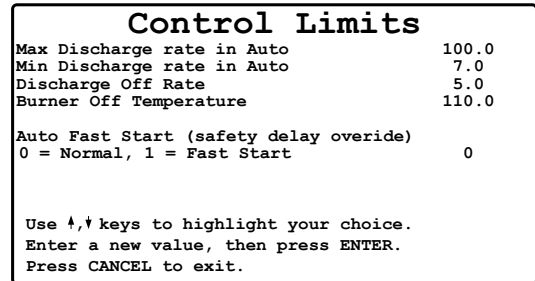 Control Limits
Max Discharge rate in Auto 100.0
Min Discharge rate in Auto 7.0
Discharge Off Rate 5.0
Burner Off Temperature 110.0
Auto Fast Start (safety delay overide)
0 = Normal, 1 = Fast Start 0
Use ↑,↓ keys to highlight your choice.
Enter a new value, then press ENTER.
Press CANCEL to exit.